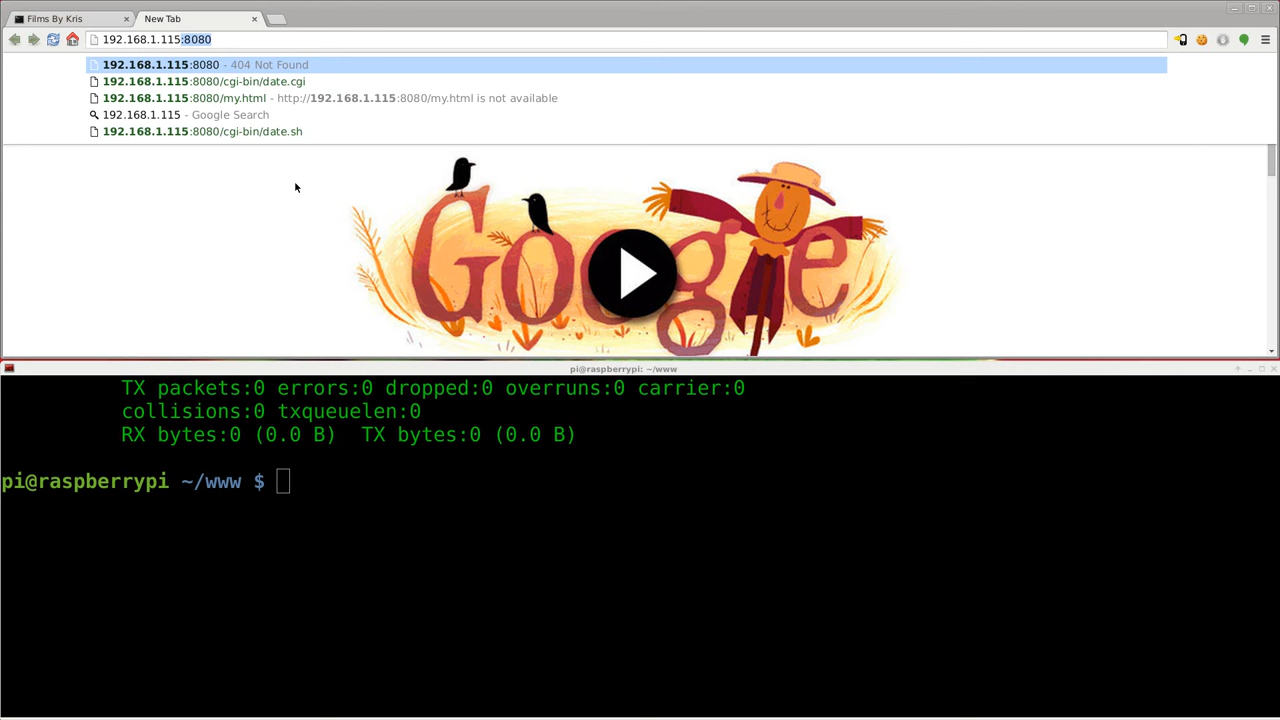 Films By Kris
New Tab
192.168.1.115:8080
192.168.1.115:8080 - 404 Not Found
192.168.1.115:8080/cgi-bin/date.cgi
192.168.1.115:8080/my.html - http://192.168.1.115:8080/my.html is not available
192.168.1.115 - Google Search
192.168.1.115:8080/cgi-bin/date.sh
Google
pi@raspberrypi: ~/www
TX packets:0 errors:0 dropped:0 overruns:0 carrier:0
collisions:0 txqueuelen:0
RX bytes:0 (0.0 B)  TX bytes:0 (0.0 B)
pi@raspberrypi ~/www $